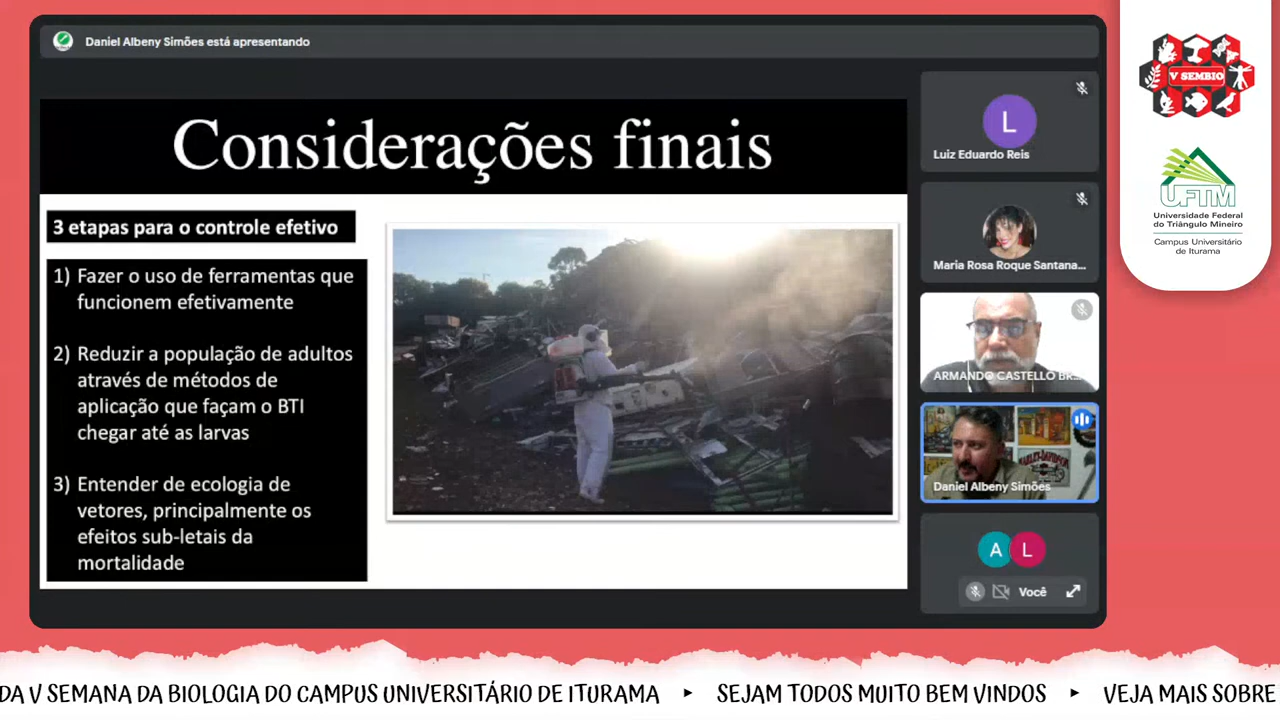 Daniel Albeny Simões está apresentando
Considerações finais
3 etapas para o controle efetivo
1) Fazer o uso de ferramentas que
funcionem efetivamente
2) Reduzir a população de adultos
através de métodos de
aplicação que façam o BTI
chegar até as larvas
3) Entender de ecologia de
vetores, principalmente os
efeitos sub-letais da
mortalidade
L
Luiz Eduardo Reis
Maria Rosa Roque Santana...
ARMANDO CASTELLO BR...
HARLEY-DAVIDSON
Daniel Albeny Simões
A L
Você
V SEMBIO
UFTM
Universidade Federal
do Triângulo Mineiro
Campus Universitário
de Iturama
DA V SEMANA DA BIOLOGIA DO CAMPUS UNIVERSITÁRIO DE ITURAMA ▸ SEJAM TODOS MUITO BEM VINDOS ▸ VEJA MAIS SOBRE